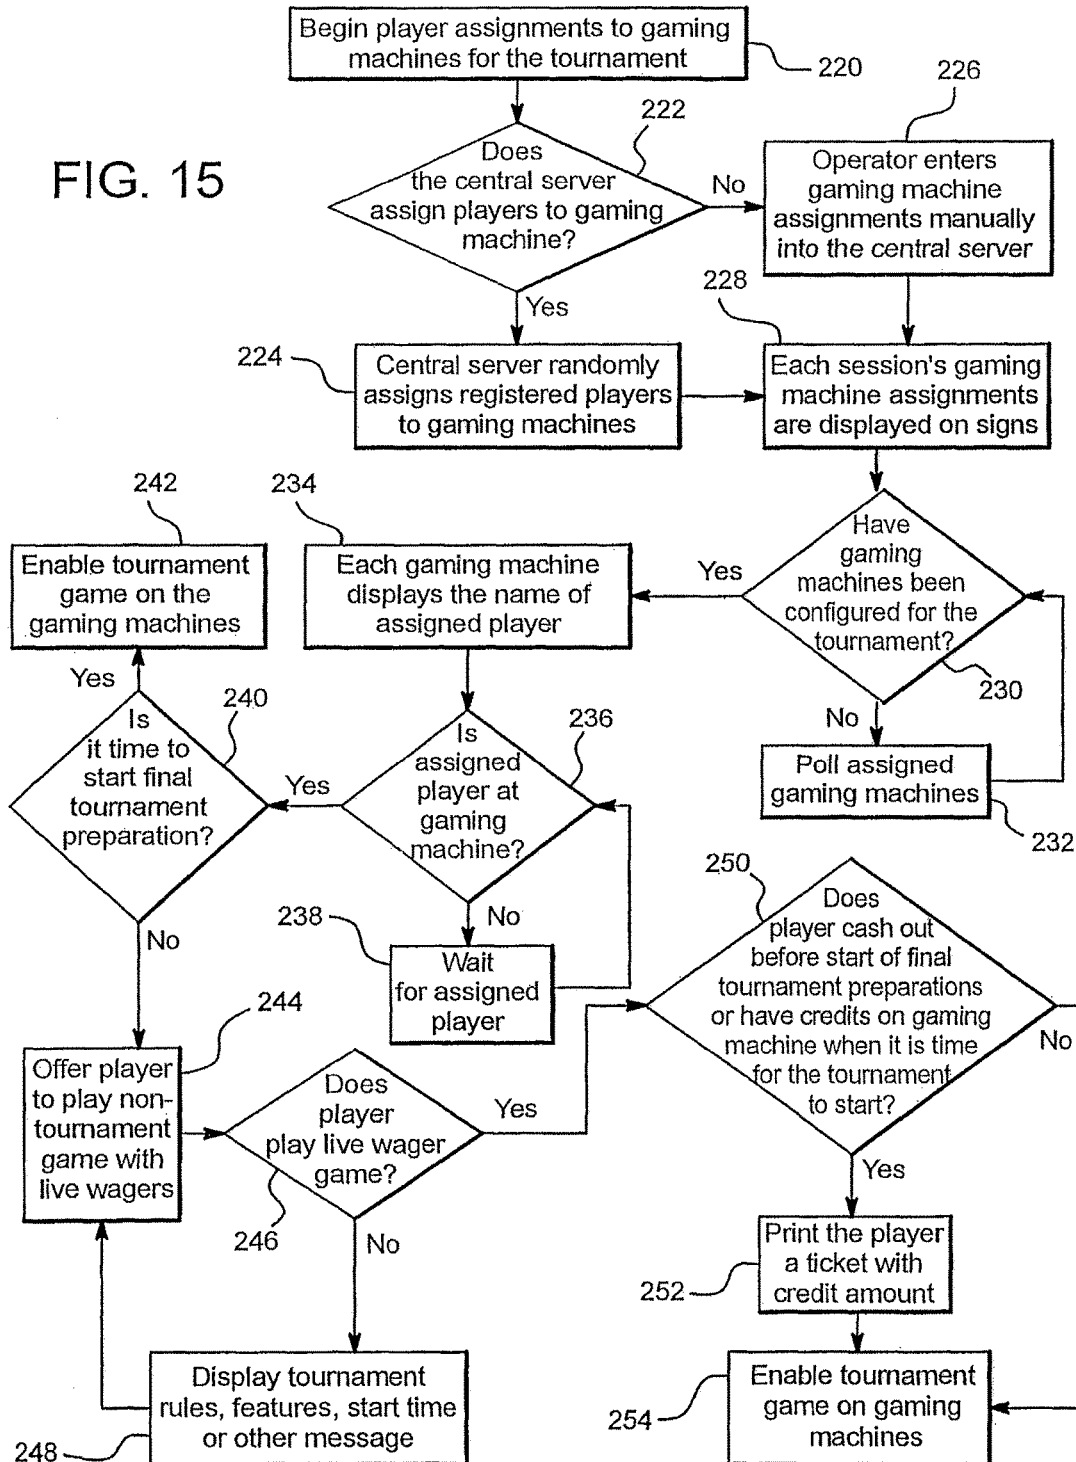 Begin player assignments to gaming
machines for the tournament
220
FIG. 15
222
Does
the central server
assign players to gaming
machine?
No
Yes
226
Operator enters
gaming machine
assignments manually
into the central server
224
Central server randomly
assigns registered players
to gaming machines
228
Each session's gaming
machine assignments
are displayed on signs
Have
gaming
machines been
configured for the
tournament?
230
Yes
No
Poll assigned
gaming machines
232
234
Each gaming machine
displays the name of
assigned player
236
Is
assigned
player at
gaming
machine?
Yes
No
238
Wait
for assigned
player
240
Is
it time to
start final
tournament
preparation?
Yes
No
242
Enable tournament
game on the
gaming machines
244
Offer player
to play non-
tournament
game with
live wagers
Does
player
play live wager
game?
246
Yes
No
Display tournament
rules, features, start time
or other message
248
250
Does
player cash out
before start of final
tournament preparations
or have credits on gaming
machine when it is time
for the tournament
to start?
No
Yes
Print the player
a ticket with
credit amount
252
Enable tournament
game on gaming
machines
254